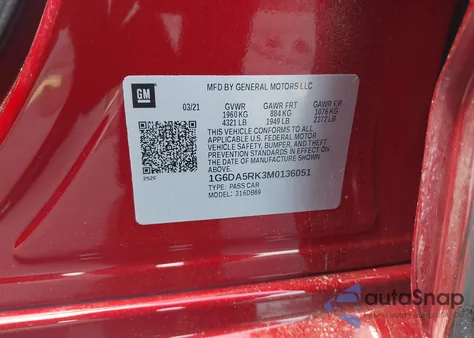 GM
MFD BY GENERAL MOTORS LLC
03/21 GVWR GAWR FRT GAWR RR
1960 KG 884 KG 1076 KG
4321 LB 1949 LB 2372 LB
THIS VEHICLE CONFORMS TO ALL
APPLICABLE U.S. FEDERAL MOTOR
VEHICLE SAFETY, BUMPER, AND THEFT
PREVENTION STANDARDS IN EFFECT ON THE
DATE OF MANUFACTURE SHOWN ABOVE.
1G6DA5RK3M0136051
TYPE: PASS CAR
MODEL: 316DB69
autoSnap